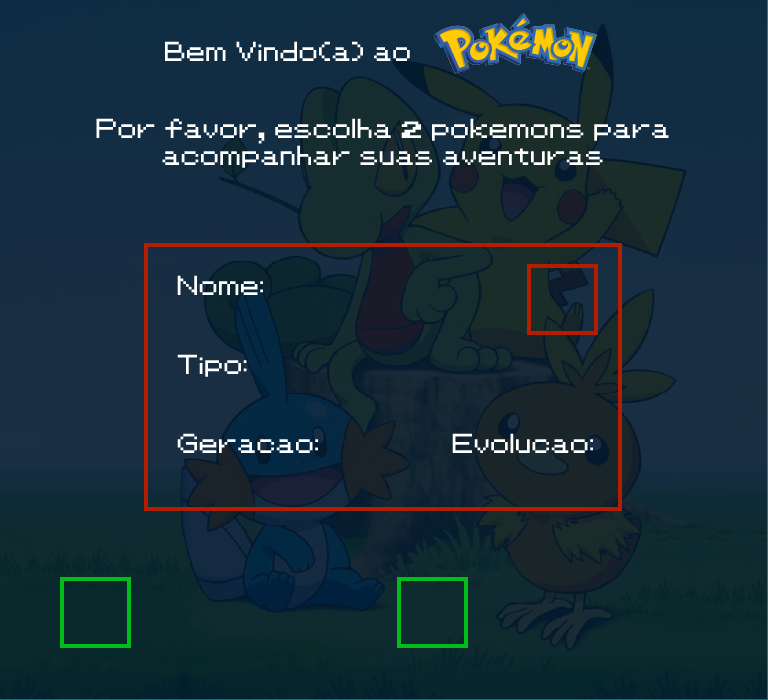 Bem Vindo(a) ao POKéMON
Por favor, escolha 2 pokemons para
acompanhar suas aventuras
Nome:
Tipo:
Geracao: Evolucao: